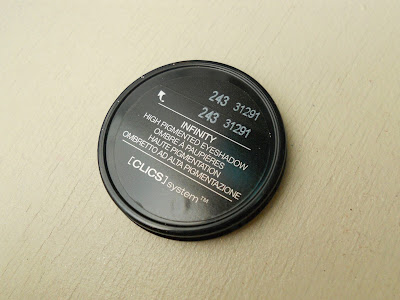 243 31291
243 31291
INFINITY
HIGH PIGMENTED EYESHADOW
OMBRE À PAUPIÈRES
HAUTE PIGMENTATION
OMBRETTO AD ALTA PIGMENTAZIONE
[CLICS] system™